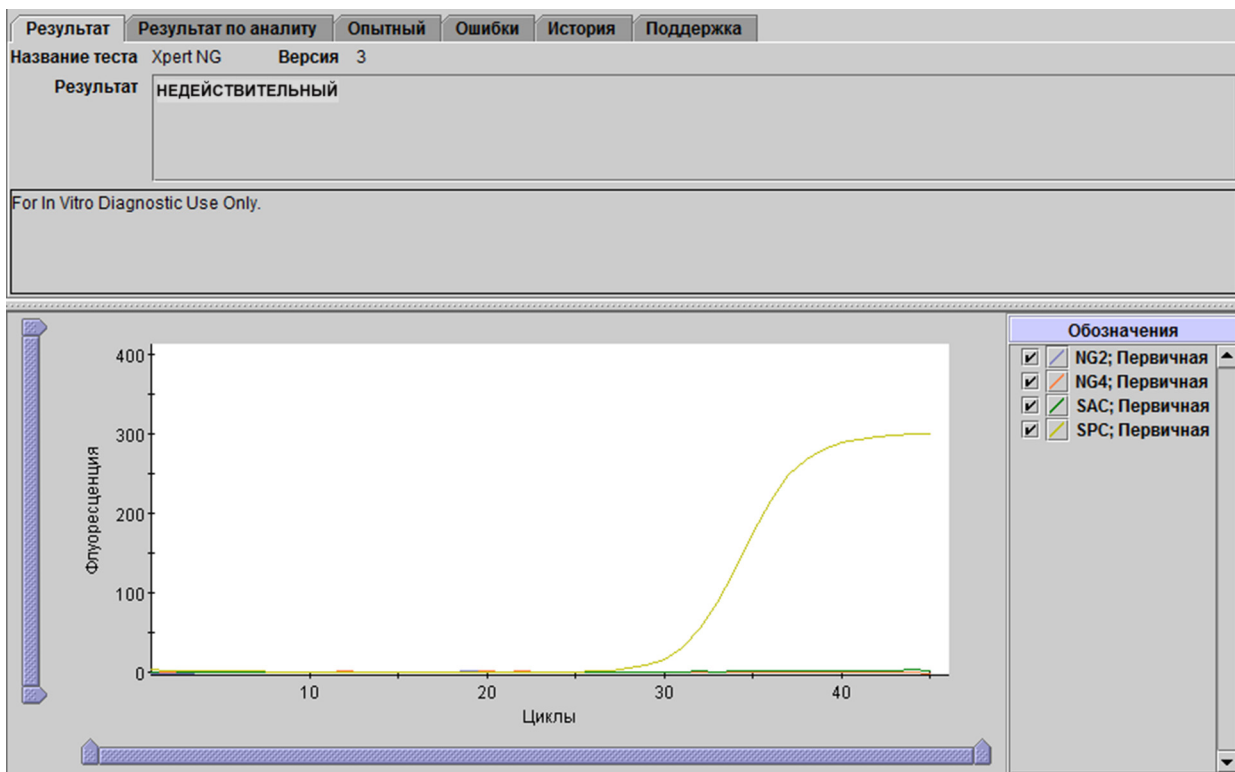 Результат Результат по аналиту Опытный Ошибки История Поддержка
Название теста Xpert NG Версия 3
Результат НЕДЕЙСТВИТЕЛЬНЫЙ
For In Vitro Diagnostic Use Only.
Обозначения
NG2; Первичная
NG4; Первичная
SAC; Первичная
SPC; Первичная
Флуоресценция
400
300
200
100
0
10 20 30 40
Циклы